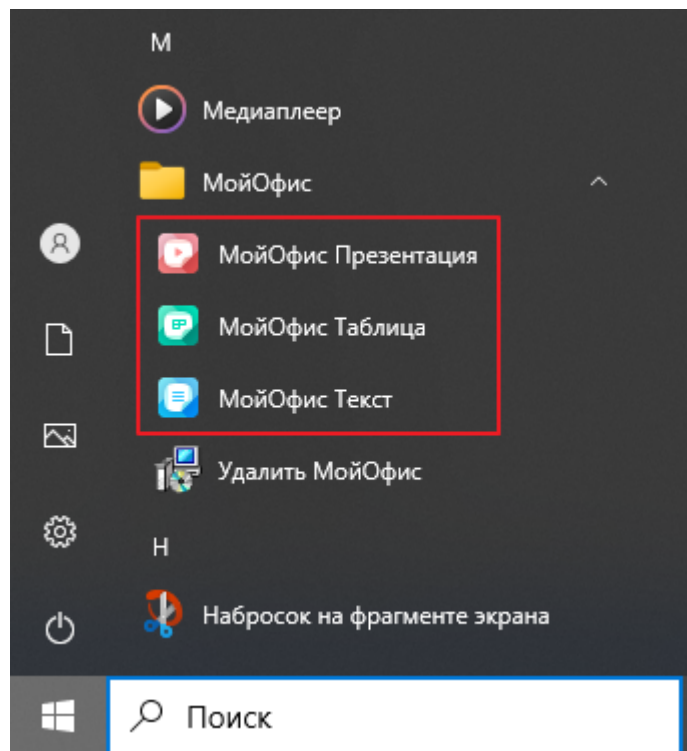 М
Медиаплеер
МойОфис
МойОфис Презентация
МойОфис Таблица
МойОфис Текст
Удалить МойОфис
Н
Набросок на фрагменте экрана
Поиск